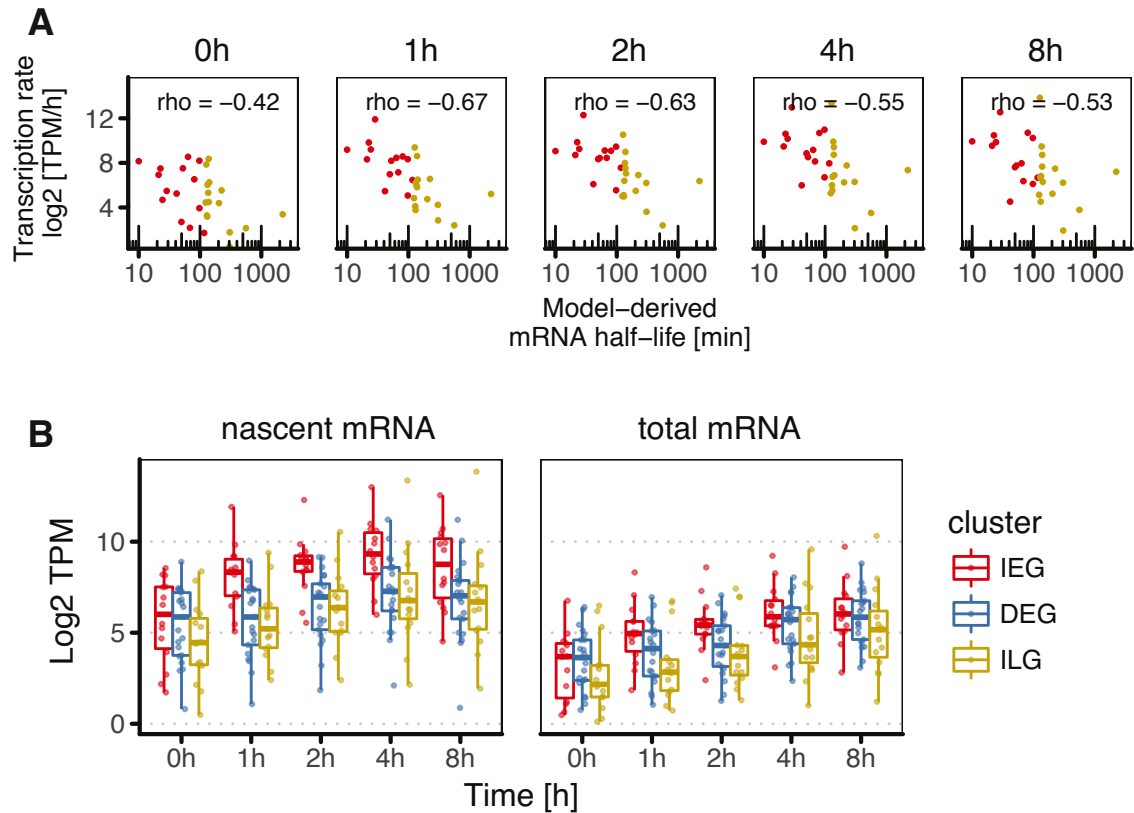 A
0h
1h
2h
4h
8h
Transcription rate
log2 [TPM/h]
12
8
4
rho = −0.42
rho = −0.67
rho = −0.63
rho = −0.55
rho = −0.53
10 100 1000
10 100 1000
10 100 1000
10 100 1000
10 100 1000
Model−derived
mRNA half−life [min]
B
nascent mRNA
total mRNA
Log2 TPM
10
5
0
0h 1h 2h 4h 8h
0h 1h 2h 4h 8h
Time [h]
cluster
IEG
DEG
ILG